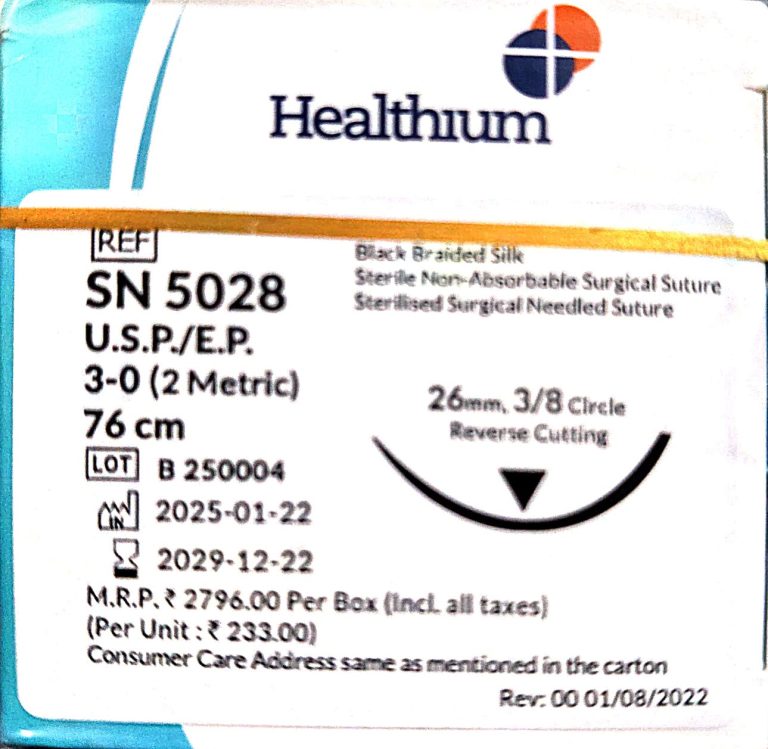 Healthium
REF
SN 5028
U.S.P./E.P.
3-0 (2 Metric)
76 cm
LOT B 250004
IN 2025-01-22
2029-12-22
Black Braided Silk
Sterile Non-Absorbable Surgical Suture
Sterilised Surgical Needled Suture
26mm, 3/8 Circle
Reverse Cutting
M.R.P. ₹ 2796.00 Per Box (Incl. all taxes)
(Per Unit : ₹ 233.00)
Consumer Care Address same as mentioned in the carton
Rev: 00 01/08/2022